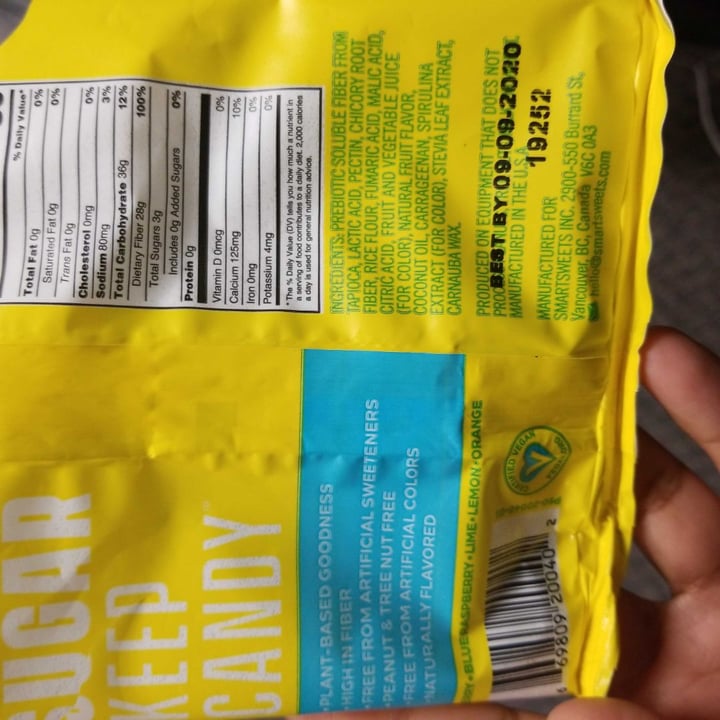 % Daily Value*
Total Fat 0g 0%
Saturated Fat 0g 0%
Trans Fat 0g
Cholesterol 0mg 0%
Sodium 80mg 3%
Total Carbohydrate 36g 12%
Dietary Fiber 28g 100%
Total Sugars 3g
Includes 0g Added Sugars 0%
Protein 0g
Vitamin D 0mcg 0%
Calcium 125mg 10%
Iron 0mg 0%
Potassium 4mg 0%
*The % Daily Value (DV) tells you how much a nutrient in
a serving of food contributes to a daily diet. 2,000 calories
a day is used for general nutrition advice.
INGREDIENTS: PREBIOTIC SOLUBLE FIBER FROM
TAPIOCA, LACTIC ACID, PECTIN, CHICORY ROOT
FIBER, RICE FLOUR, FUMARIC ACID, MALIC ACID,
CITRIC ACID, FRUIT AND VEGETABLE JUICE
(FOR COLOR), NATURAL FRUIT FLAVOR,
COCONUT OIL, CARRAGEENAN, SPIRULINA
EXTRACT (FOR COLOR), STEVIA LEAF EXTRACT,
CARNAUBA WAX.
PRODUCED ON EQUIPMENT THAT DOES NOT
BEST BY:09-09-2020
19252
MANUFACTURED IN THE U.S.A.
MANUFACTURED FOR
SMARTSWEETS INC. 2900-550 Burrard St,
Vancouver, BC, Canada V6C 0A3
hello@smartsweets.com
SUGAR
KEEP
CANDY
PLANT-BASED GOODNESS
HIGH IN FIBER
FREE FROM ARTIFICIAL SWEETENERS
PEANUT & TREE NUT FREE
FREE FROM ARTIFICIAL COLORS
NATURALLY FLAVORED
•BLUE RASPBERRY•LIME•LEMON•ORANGE
CERTIFIED VEGAN
6 69809 20040 2